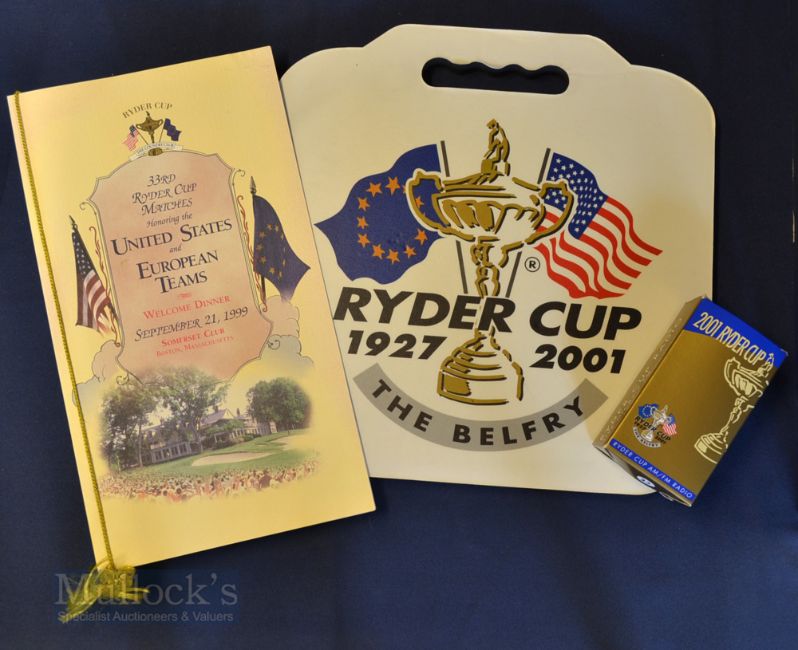 RYDER CUP
33RD
RYDER CUP
MATCHES
Honoring the
UNITED STATES
and
EUROPEAN
TEAMS
WELCOME DINNER
SEPTEMBER 21, 1999
SOMERSET CLUB
BOSTON, MASSACHUSETTS
®
RYDER CUP
1927 2001
THE BELFRY
2001 RYDER CUP
RYDER CUP AM/FM RADIO
Mullock's
Specialist Auctioneers & Valuers